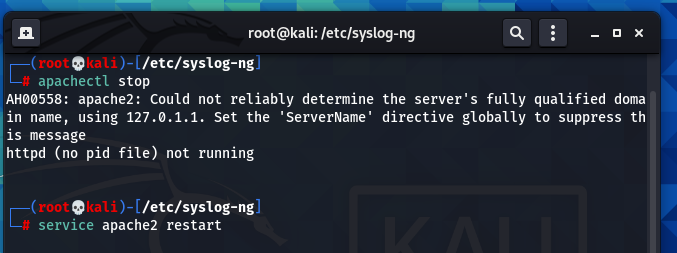 root@kali: /etc/syslog-ng
┌──(root💀kali)-[/etc/syslog-ng]
└─# apachectl stop
AH00558: apache2: Could not reliably determine the server's fully qualified doma
in name, using 127.0.1.1. Set the 'ServerName' directive globally to suppress th
is message
httpd (no pid file) not running
┌──(root💀kali)-[/etc/syslog-ng]
└─# service apache2 restart
KALI